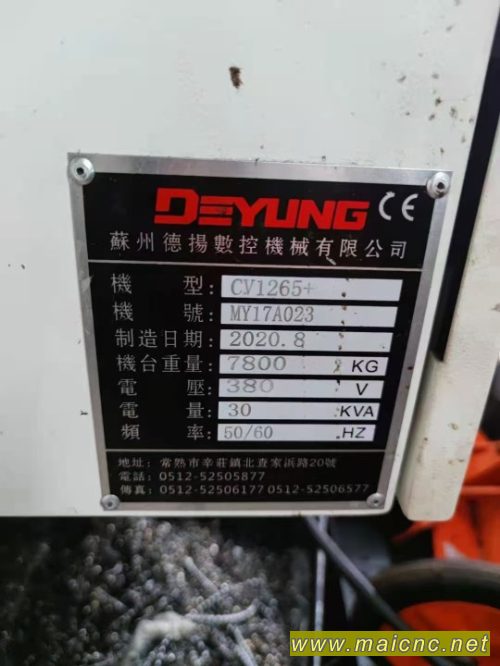 DEYUNG CE
蘇州德揚數控機械有限公司
機 型: CV1265+
機 號: MY17A023
制造日期: 2020.8
機台重量: 7800 KG
電 壓: 380 V
電 量: 30 KVA
頻 率: 50/60 HZ
地址: 常熟市辛莊鎮北查家浜路20號
電話: 0512-52505877
傳真: 0512-52506177 0512-52506577
www.maicnc.net